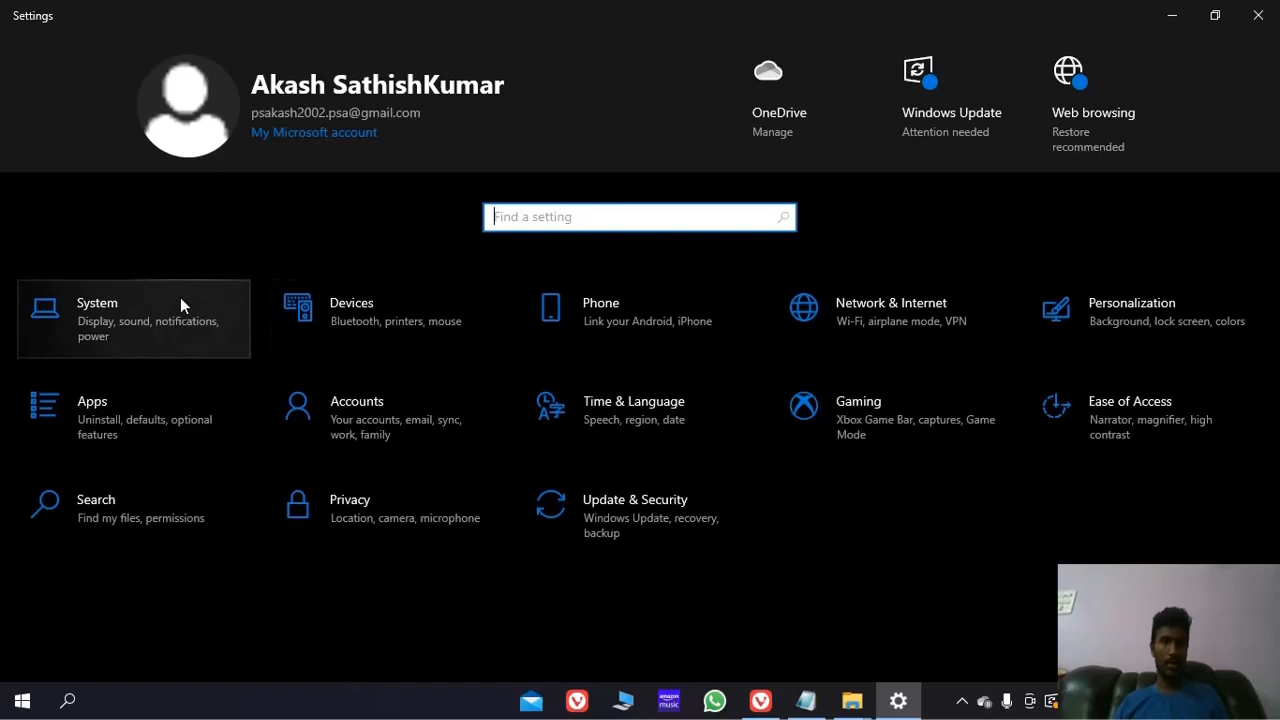 Settings
Akash SathishKumar
psakash2002.psa@gmail.com
My Microsoft account
OneDrive
Manage
Windows Update
Attention needed
Web browsing
Restore
recommended
Find a setting
System
Display, sound, notifications,
power
Devices
Bluetooth, printers, mouse
Phone
Link your Android, iPhone
Network & Internet
Wi-Fi, airplane mode, VPN
Personalization
Background, lock screen, colors
Apps
Uninstall, defaults, optional
features
Accounts
Your accounts, email, sync,
work, family
Time & Language
Speech, region, date
Gaming
Xbox Game Bar, captures, Game
Mode
Ease of Access
Narrator, magnifier, high
contrast
Search
Find my files, permissions
Privacy
Location, camera, microphone
Update & Security
Windows Update, recovery,
backup
amazon
music